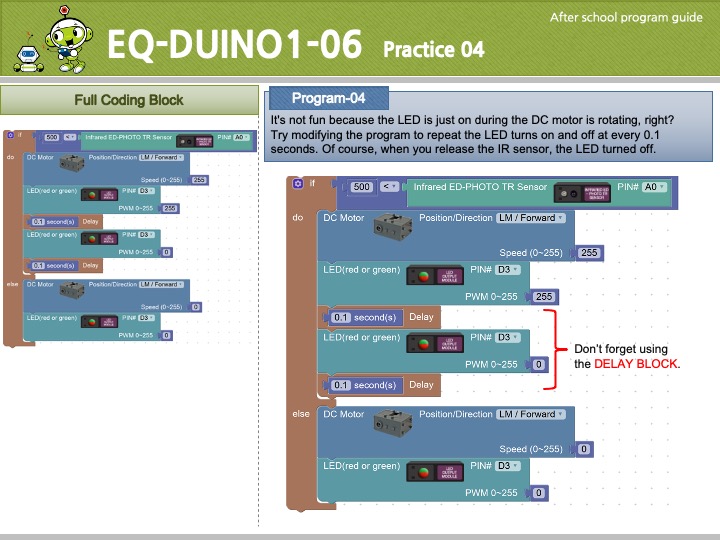 After school program guide
EQ-DUINO1-06 Practice 04
Full Coding Block
if 500 < Infrared ED-PHOTO TR Sensor PIN# A0
do DC Motor Position/Direction LM / Forward
Speed (0~255) 255
LED(red or green) PIN# D3
PWM 0~255 255
0.1 second(s) Delay
LED(red or green) PIN# D3
PWM 0~255 0
0.1 second(s) Delay
else DC Motor Position/Direction LM / Forward
Speed (0~255) 0
LED(red or green) PIN# D3
PWM 0~255 0
Program-04
It's not fun because the LED is just on during the DC motor is rotating, right?
Try modifying the program to repeat the LED turns on and off at every 0.1
seconds. Of course, when you release the IR sensor, the LED turned off.
if 500 < Infrared ED-PHOTO TR Sensor INFRARED ED - PHOTO TR SENSOR PIN# A0
do DC Motor Position/Direction LM / Forward
Speed (0~255) 255
LED(red or green) LED OUTPUT MODULE PIN# D3
PWM 0~255 255
0.1 second(s) Delay
LED(red or green) LED OUTPUT MODULE PIN# D3
PWM 0~255 0
0.1 second(s) Delay
Don't forget using
the DELAY BLOCK.
else DC Motor Position/Direction LM / Forward
Speed (0~255) 0
LED(red or green) LED OUTPUT MODULE PIN# D3
PWM 0~255 0